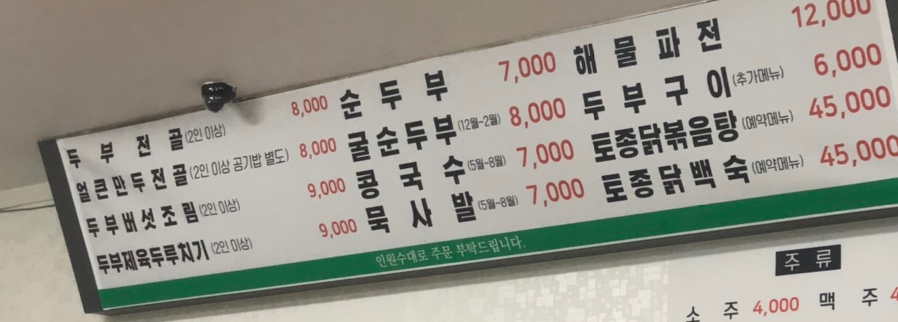 두부전골(2인 이상) 8,000
얼큰만두전골(2인 이상 공기밥 별도) 8,000
두부버섯조림(2인 이상) 9,000
두부제육두루치기(2인 이상) 9,000
순두부 7,000
굴순두부(12월~2월) 8,000
콩국수(5월~8월) 7,000
묵사발(5월~8월) 7,000
해물파전 12,000
두부구이(추가메뉴) 6,000
토종닭볶음탕(예약메뉴) 45,000
토종닭백숙(예약메뉴) 45,000
인원수대로 주문 부탁드립니다.
주류
소주 4,000 맥주